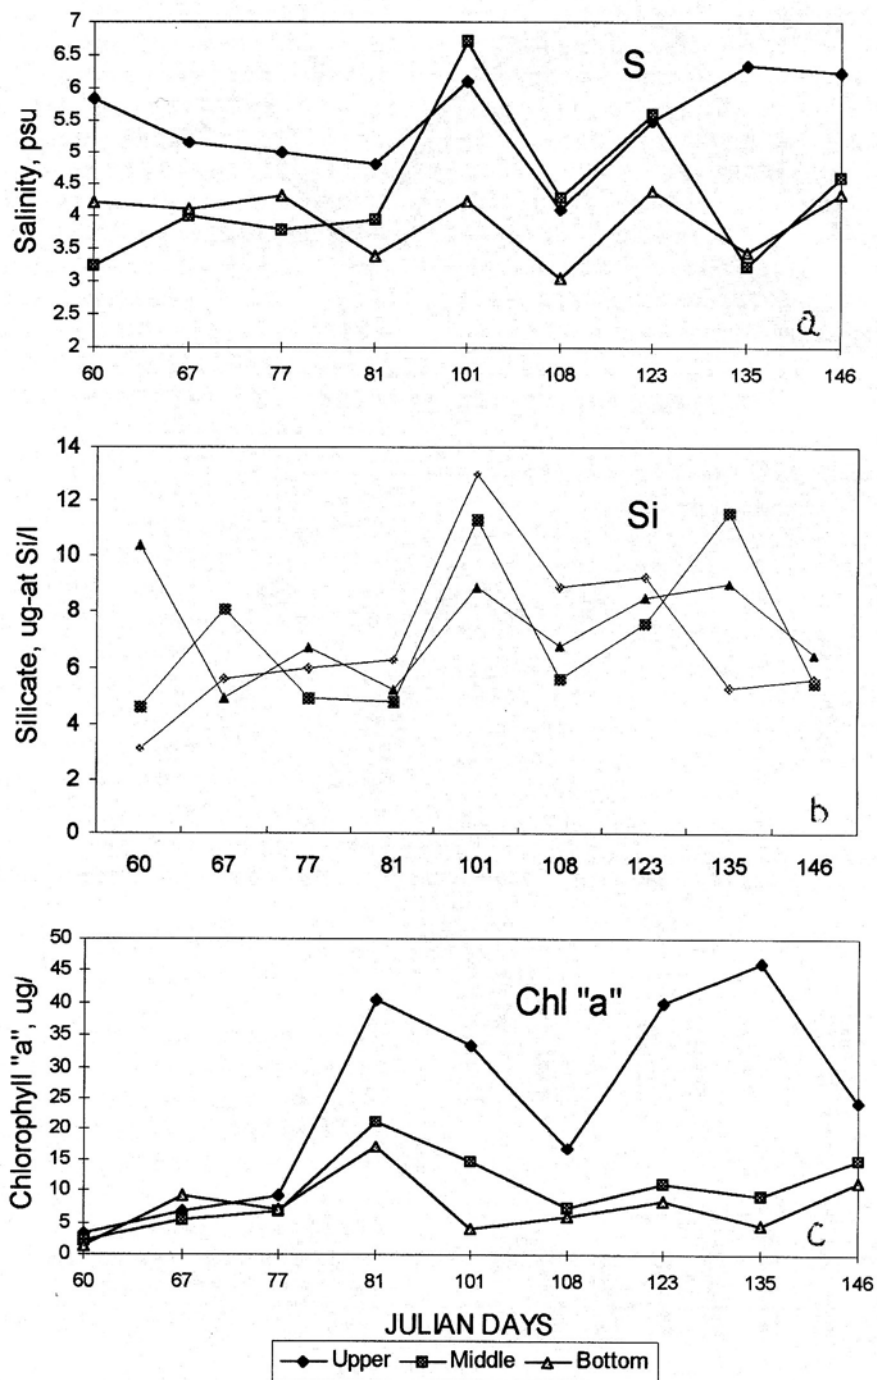 7
6.5
6
5.5
5
4.5
4
3.5
3
2.5
2
Salinity, psu
S
a
60 67 77 81 101 108 123 135 146
14
12
10
8
6
4
2
0
Silicate, ug-at Si/l
Si
b
60 67 77 81 101 108 123 135 146
50
45
40
35
30
25
20
15
10
5
0
Chlorophyll "a", ug/
Chl "a"
c
60 67 77 81 101 108 123 135 146
JULIAN DAYS
Upper Middle Bottom